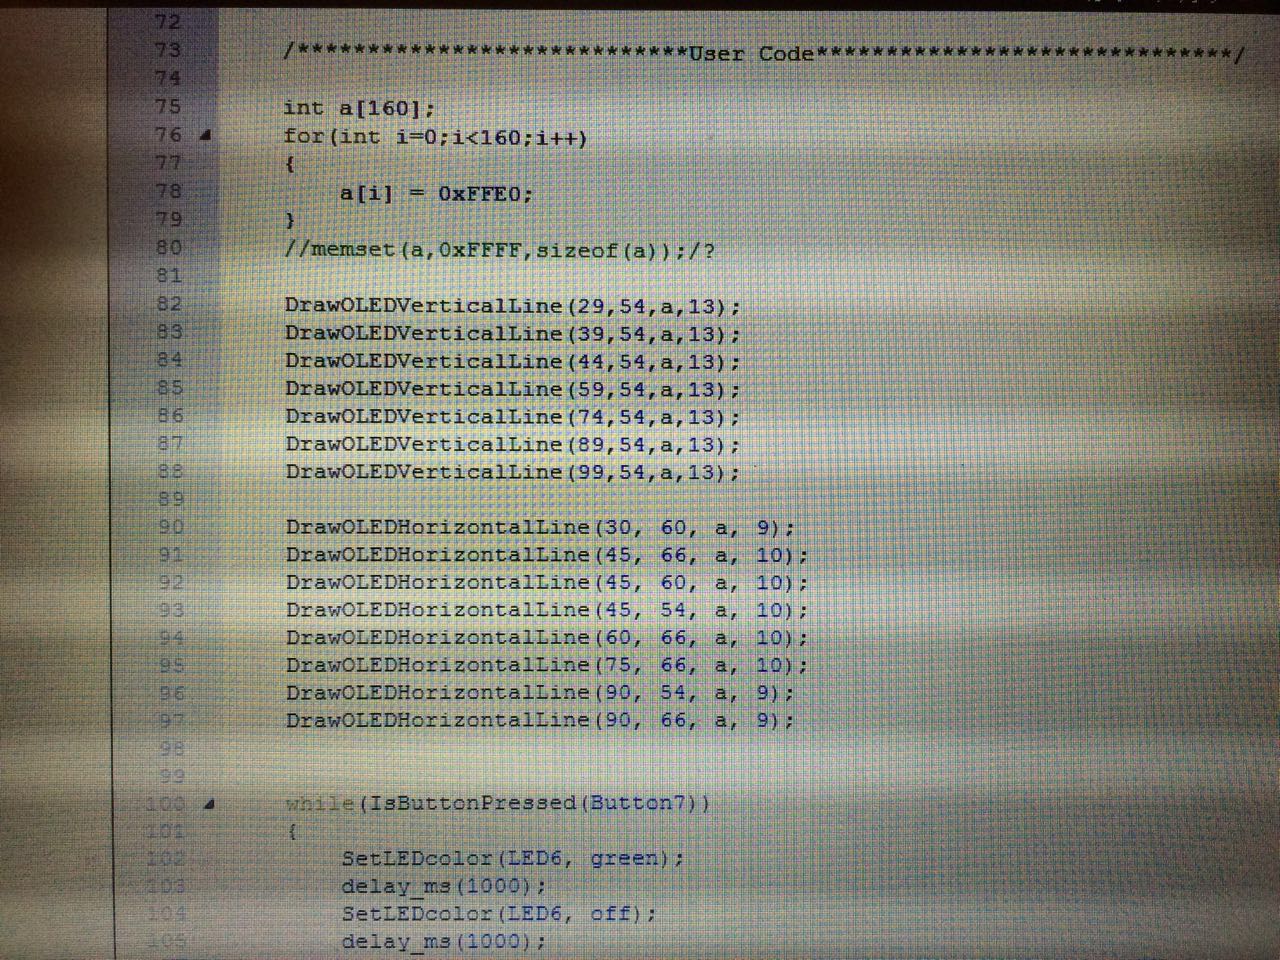 72
73 /****************************User Code******************************/
74
75 int a[160];
76 for(int i=0;i<160;i++)
77 {
78 a[i] = 0xFFE0;
79 }
80 //memset(a,0xFFFF,sizeof(a));/?
81
82 DrawOLEDVerticalLine(29,54,a,13);
83 DrawOLEDVerticalLine(39,54,a,13);
84 DrawOLEDVerticalLine(44,54,a,13);
85 DrawOLEDVerticalLine(59,54,a,13);
86 DrawOLEDVerticalLine(74,54,a,13);
87 DrawOLEDVerticalLine(89,54,a,13);
88 DrawOLEDVerticalLine(99,54,a,13);
89
90 DrawOLEDHorizontalLine(30, 60, a, 9);
91 DrawOLEDHorizontalLine(45, 66, a, 10);
92 DrawOLEDHorizontalLine(45, 60, a, 10);
93 DrawOLEDHorizontalLine(45, 54, a, 10);
94 DrawOLEDHorizontalLine(60, 66, a, 10);
95 DrawOLEDHorizontalLine(75, 66, a, 10);
96 DrawOLEDHorizontalLine(90, 54, a, 9);
97 DrawOLEDHorizontalLine(90, 66, a, 9);
98
99
100 while(IsButtonPressed(Button7))
101 {
102 SetLEDcolor(LED6, green);
103 delay_ms(1000);
104 SetLEDcolor(LED6, off);
105 delay_ms(1000);